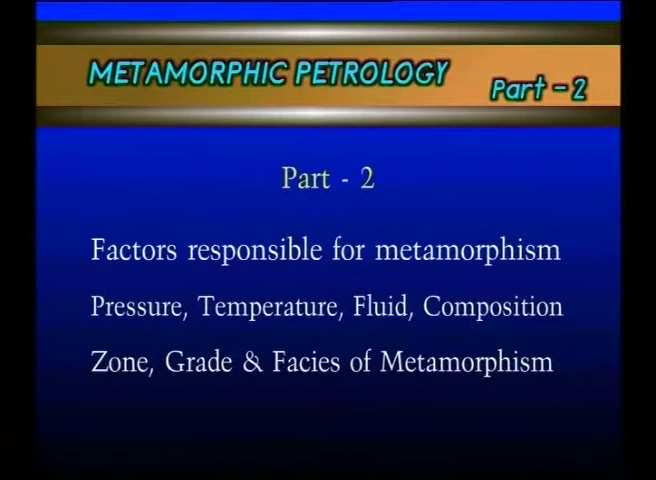 METAMORPHIC PETROLOGY
Part - 2
Part - 2
Factors responsible for metamorphism
Pressure, Temperature, Fluid, Composition
Zone, Grade & Facies of Metamorphism